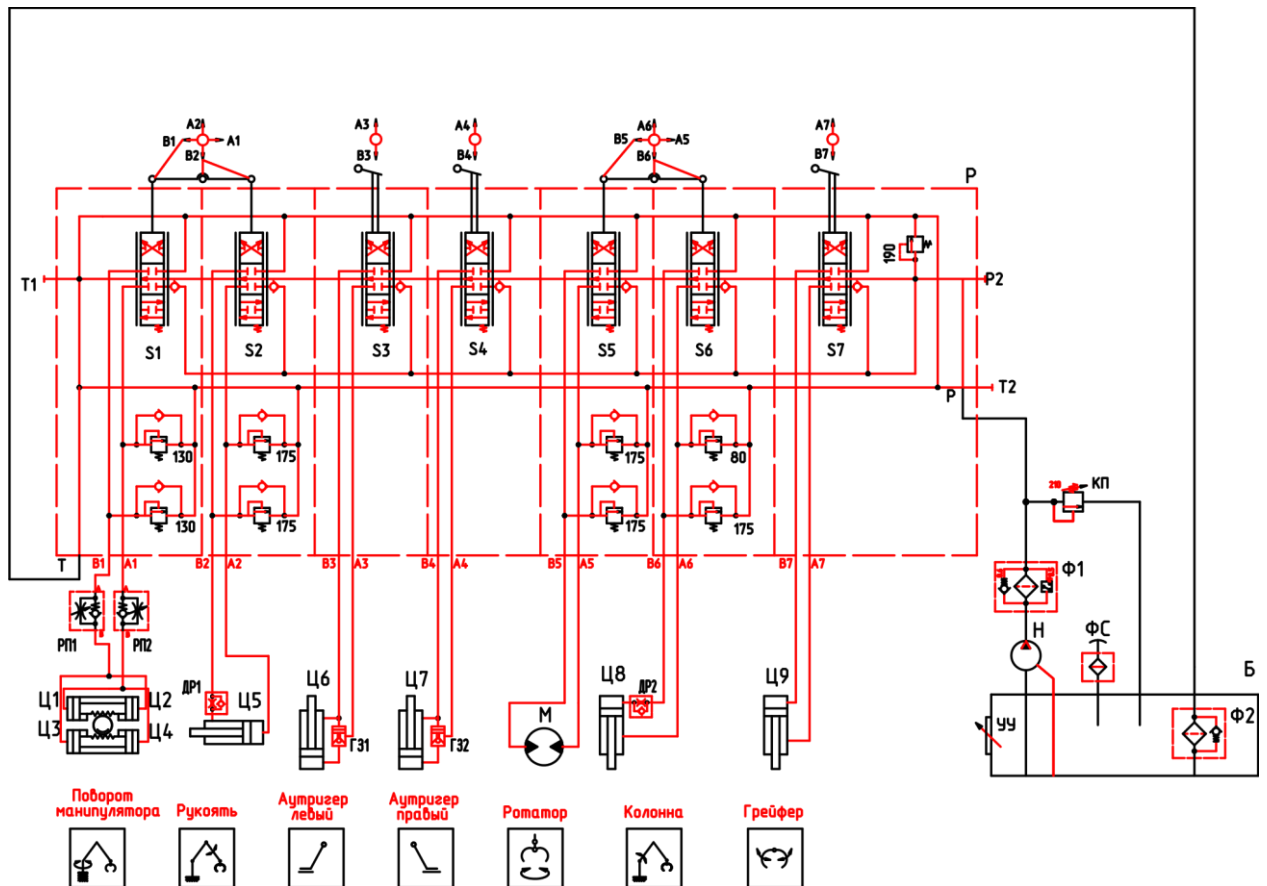 A2
B1
A1
B2
A3
B3
A4
B4
A6
B5
A5
B6
A7
B7
P
190
T1
P2
S1
S2
S3
S4
S5
S6
S7
P
T2
130
175
175
80
130
175
175
175
210
КП
T
B1
A1
B2
A2
B3
A3
B4
A4
B5
A5
B6
A6
B7
A7
Ф1
A
A
B
B
РП1
РП2
Н
ФС
Б
Ц1
Ц2
Ц3
Ц4
ДР1
Ц5
Ц6
ГЗ1
Ц7
ГЗ2
М
Ц8
ДР2
Ц9
УУ
Ф2
Поворот
манипулятора
Рукоять
Аутригер
левый
Аутригер
правый
Ротатор
Колонна
Грейфер